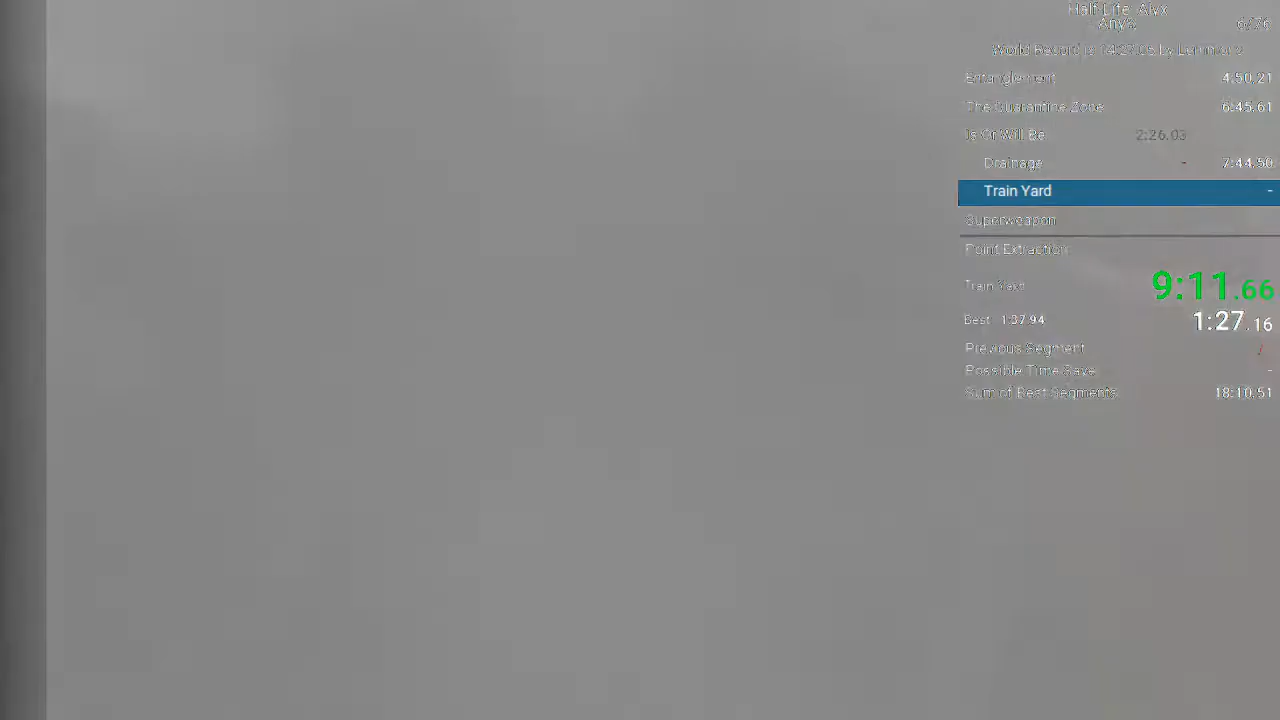 Half-Life: Alyx
Any%
6/76
World Record is 14:27.05 by
Entanglement 4:50.21
The Quarantine Zone 6:45.61
Is Or Will Be 2:26.03
Drainage - 7:44.50
Train Yard -
Superweapon
Point Extraction
Train Yard 9:11.66
Best 1:37.94 1:27.16
Previous Segment
Possible Time Save -
Sum of Best Segments 18:10.51